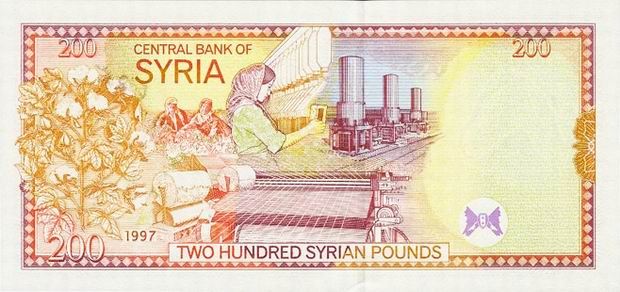 200
CENTRAL BANK OF
SYRIA
200
200
1997
TWO HUNDRED SYRIAN POUNDS